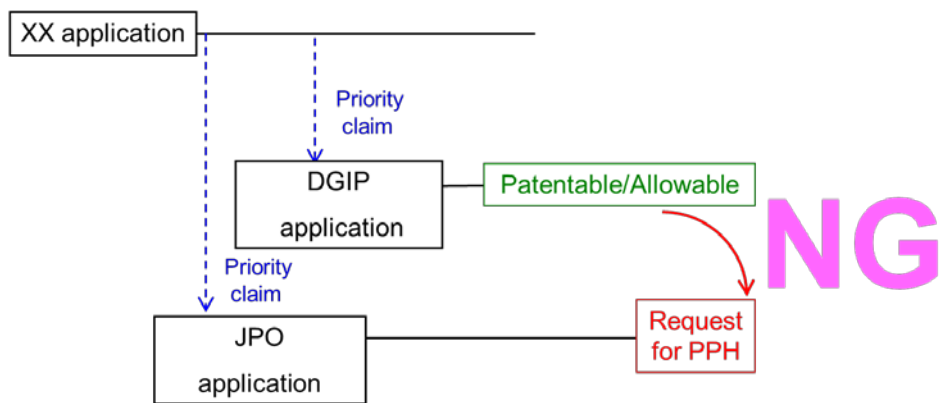 XX application
Priority
claim
DGIP
application
Patentable/Allowable
NG
Priority
claim
JPO
application
Request
for PPH